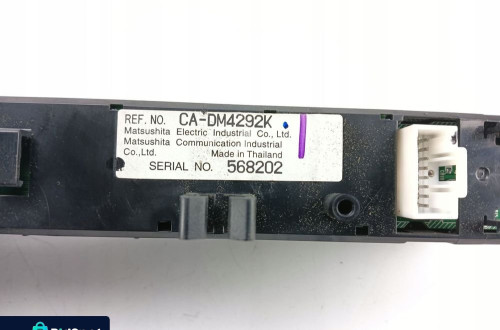 REF. NO. CA-DM4292K
Matsushita Electric Industrial Co., Ltd.
Matsushita Communication Industrial
Co.,Ltd. Made in Thailand
SERIAL NO. 568202